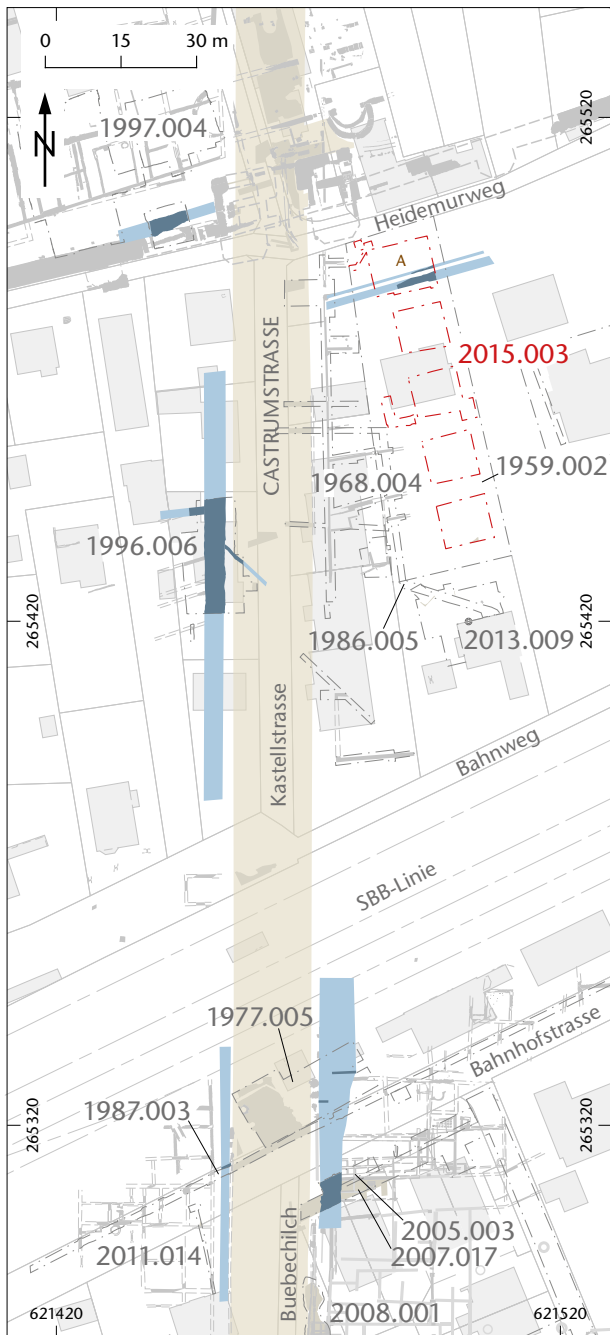 0 15 30 m
N
1997.004
265520
265520
Heidemurweg
A
2015.003
CASTRUMSTRASSE
1968.004
1959.002
1996.006
265420
265420
1986.005
2013.009
Kastellstrasse
Bahnweg
SBB-Linie
1977.005
Bahnhofstrasse
1987.003
265320
265320
2005.003
2007.017
2011.014
Buebechilch
2008.001
621420
621520